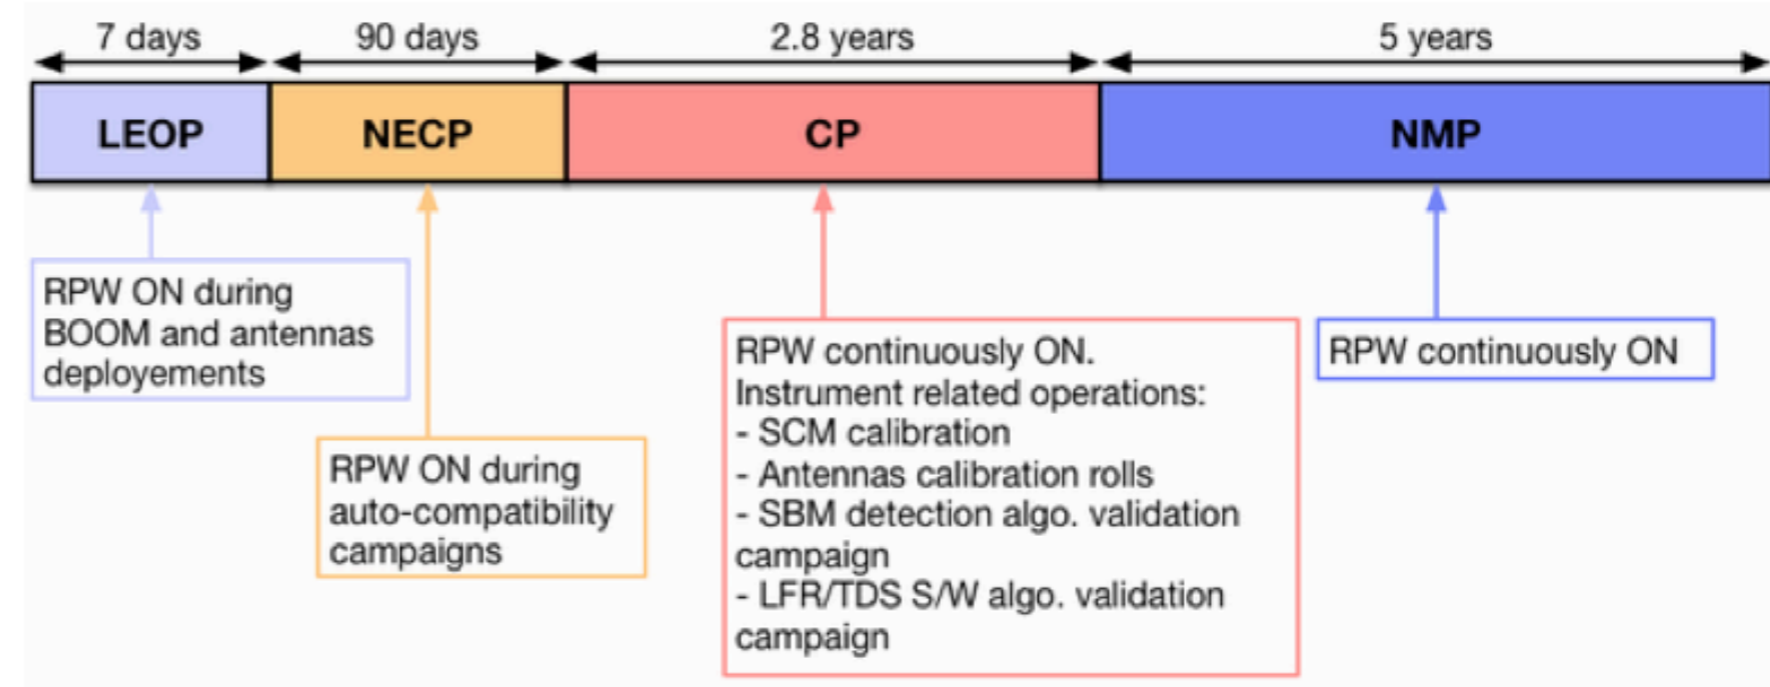 7 days
90 days
2.8 years
5 years
LEOP
NECP
CP
NMP
RPW ON during
BOOM and antennas
deployements
RPW ON during
auto-compatibility
campaigns
RPW continuously ON.
Instrument related operations:
- SCM calibration
- Antennas calibration rolls
- SBM detection algo. validation
campaign
- LFR/TDS S/W algo. validation
campaign
RPW continuously ON